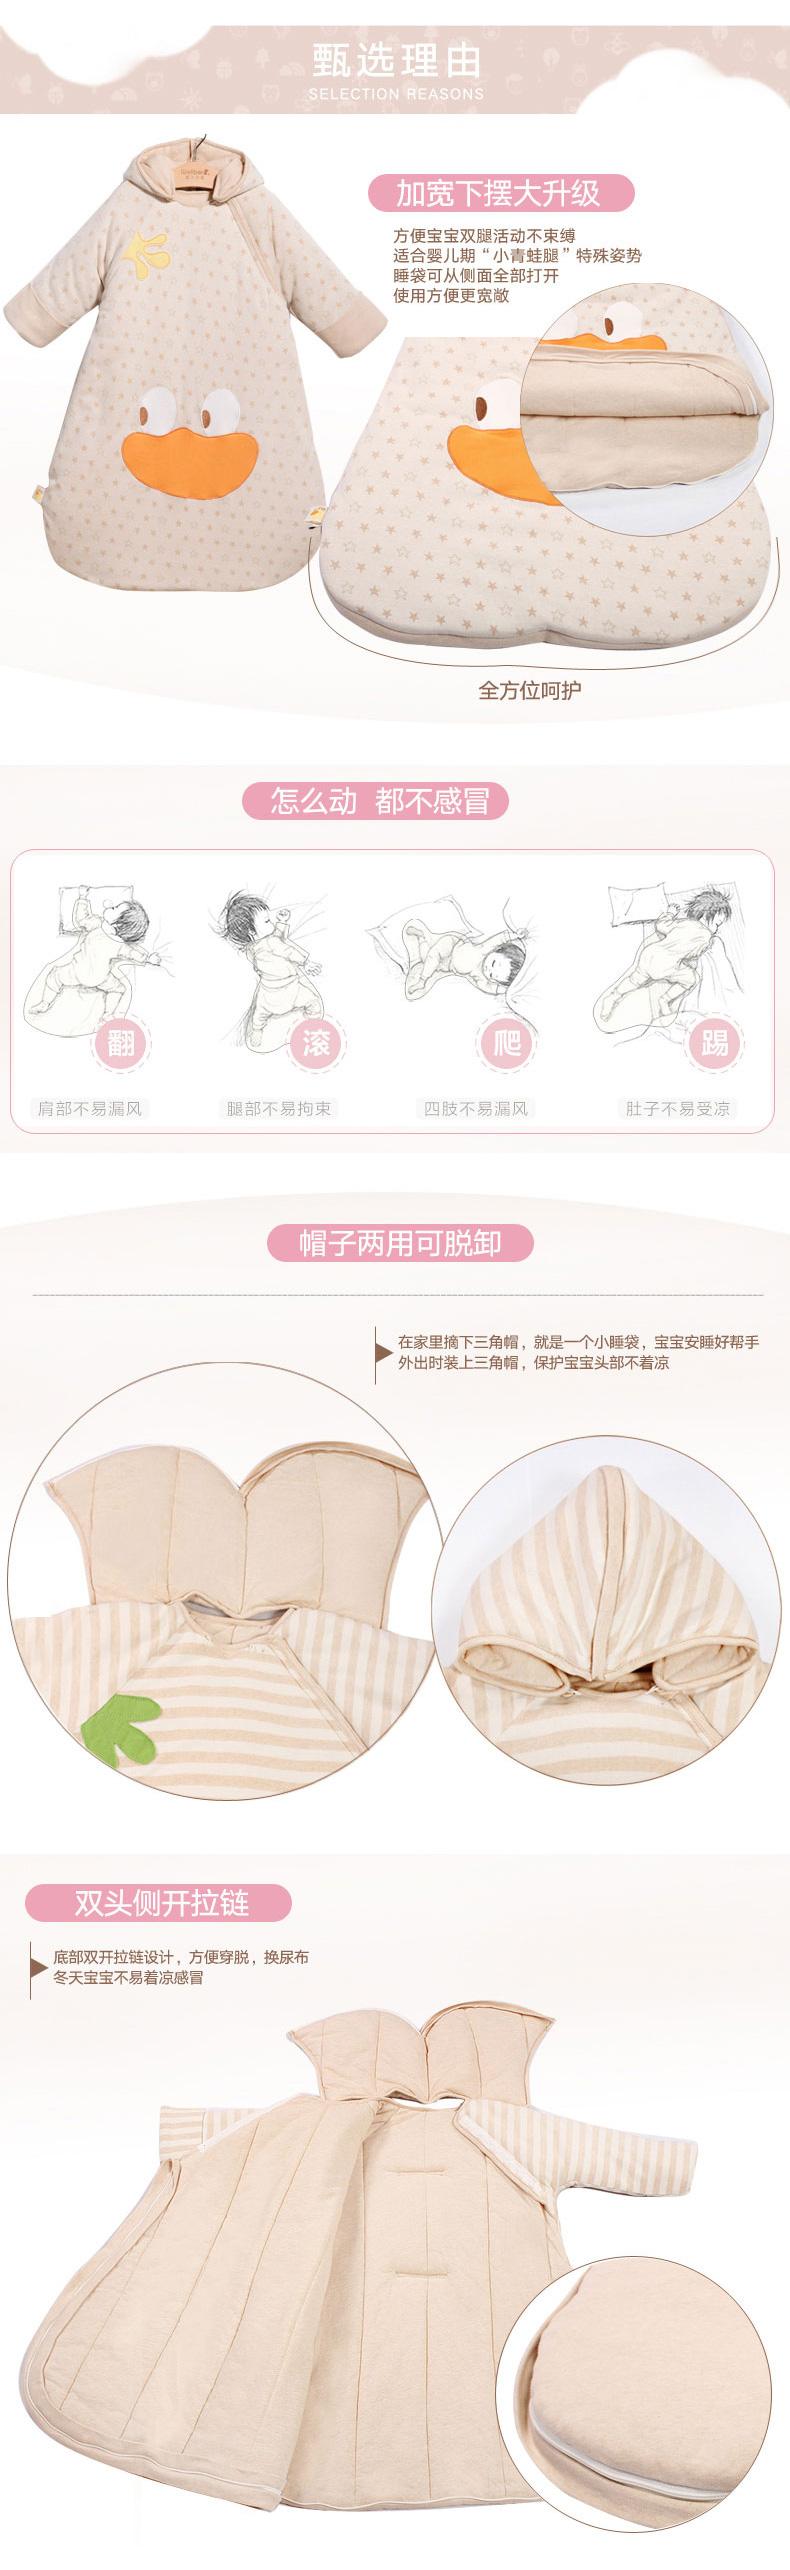 甄选理由
SELECTION REASONS
加宽下摆大升级
方便宝宝双腿活动不束缚
适合婴儿期“小青蛙腿”特殊姿势
睡袋可从侧面全部打开
使用方便更宽敞
全方位呵护
怎么动 都不感冒
翻
滚
爬
踢
肩部不易漏风
腿部不易拘束
四肢不易漏风
肚子不易受凉
帽子两用可脱卸
在家里摘下三角帽，就是一个小睡袋，宝宝安睡好帮手
外出时装上三角帽，保护宝宝头部不着凉
双头侧开拉链
底部双开拉链设计，方便穿脱，换尿布
冬天宝宝不易着凉感冒